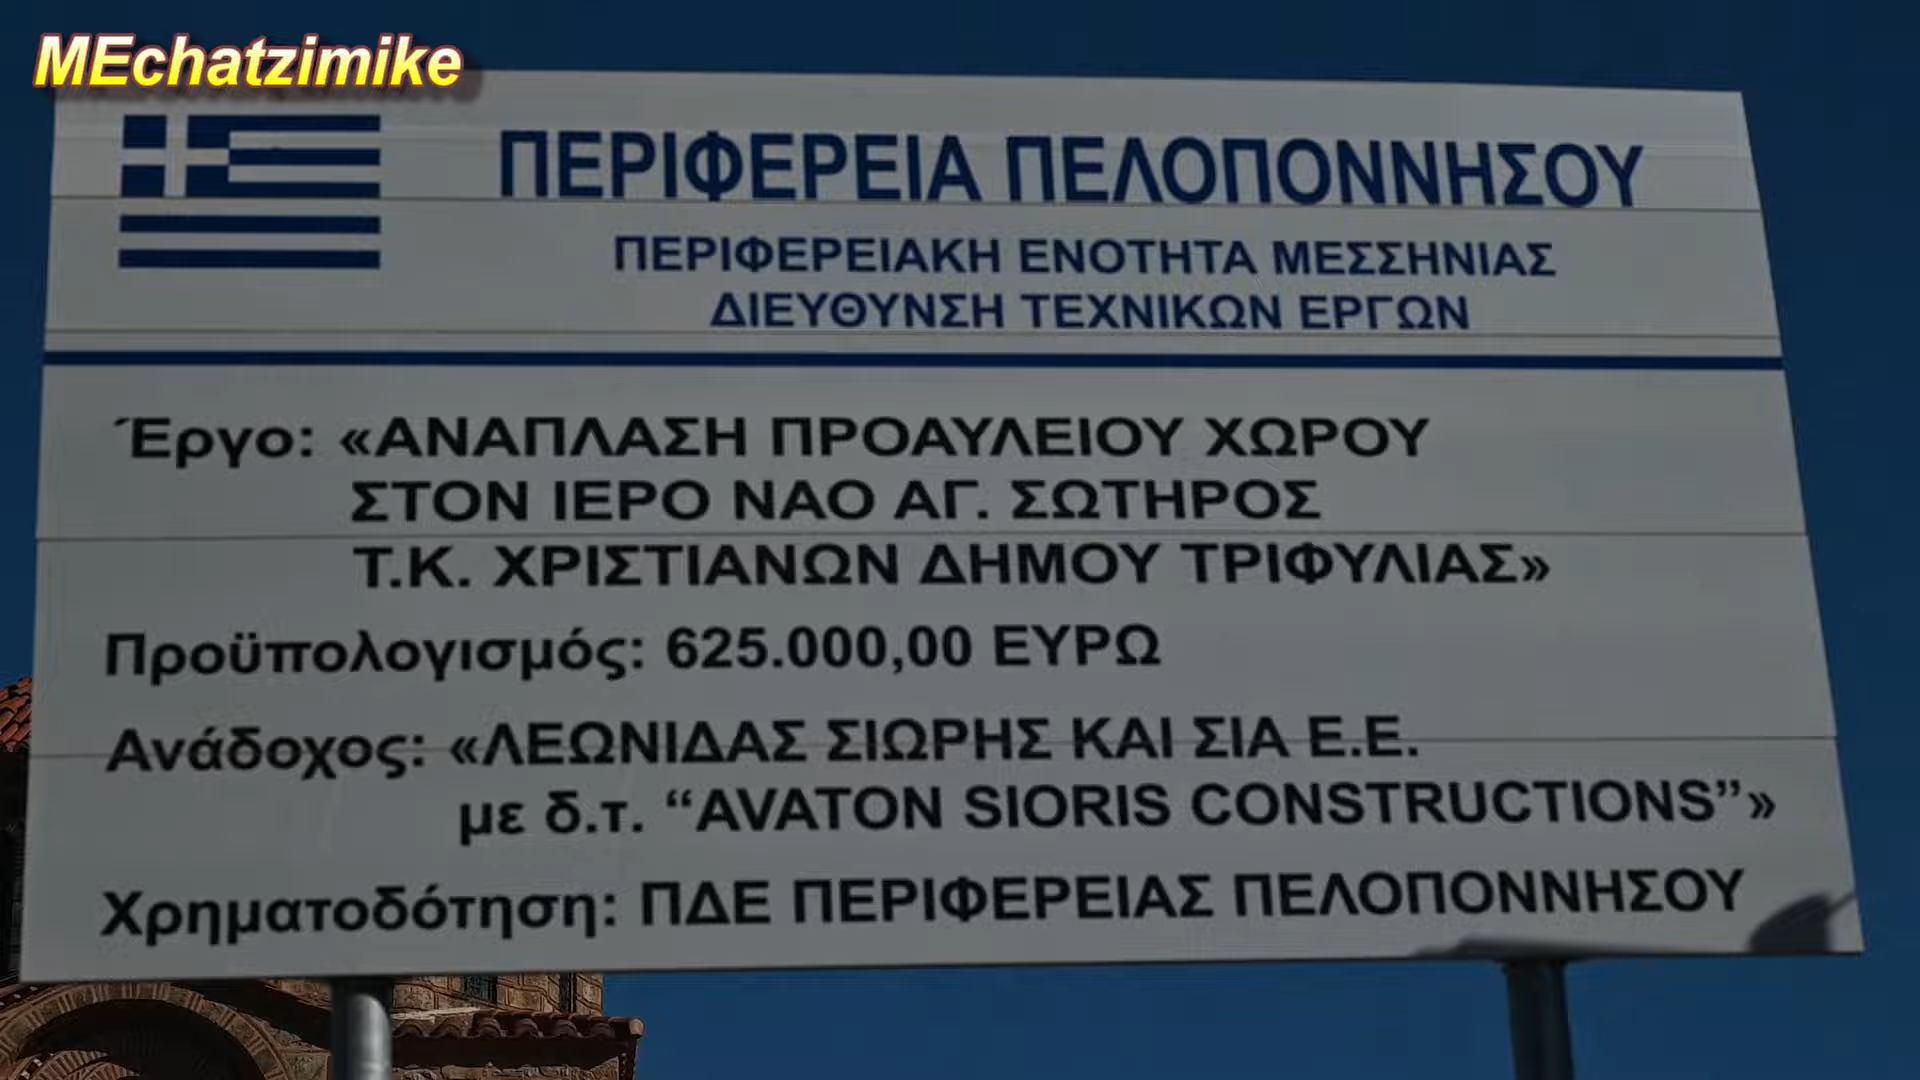 MEchatzimike
ΠΕΡΙΦΕΡΕΙΑ ΠΕΛΟΠΟΝΝΗΣΟΥ
ΠΕΡΙΦΕΡΕΙΑΚΗ ΕΝΟΤΗΤΑ ΜΕΣΣΗΝΙΑΣ
ΔΙΕΥΘΥΝΣΗ ΤΕΧΝΙΚΩΝ ΕΡΓΩΝ
Έργο: «ΑΝΑΠΛΑΣΗ ΠΡΟΑΥΛΕΙΟΥ ΧΩΡΟΥ
ΣΤΟΝ ΙΕΡΟ ΝΑΟ ΑΓ. ΣΩΤΗΡΟΣ
Τ.Κ. ΧΡΙΣΤΙΑΝΩΝ ΔΗΜΟΥ ΤΡΙΦΥΛΙΑΣ»
Προϋπολογισμός: 625.000,00 ΕΥΡΩ
Ανάδοχος: «ΛΕΩΝΙΔΑΣ ΣΙΩΡΗΣ ΚΑΙ ΣΙΑ Ε.Ε.
με δ.τ. “AVATON SIORIS CONSTRUCTIONS”»
Χρηματοδότηση: ΠΔΕ ΠΕΡΙΦΕΡΕΙΑΣ ΠΕΛΟΠΟΝΝΗΣΟΥ